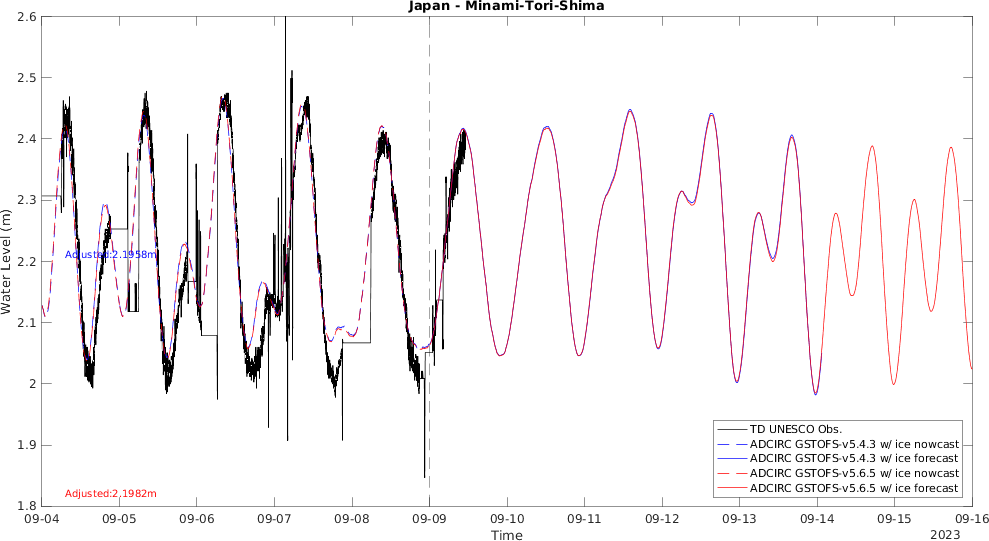 Japan - Minami-Tori-Shima
2.6
2.5
2.4
2.3
2.2
2.1
2
1.9
1.8
Water Level (m)
Adjusted:2.1958m
Adjusted:2.1982m
TD UNESCO Obs.
ADCIRC GSTOFS-v5.4.3 w/ ice nowcast
ADCIRC GSTOFS-v5.4.3 w/ ice forecast
ADCIRC GSTOFS-v5.6.5 w/ ice nowcast
ADCIRC GSTOFS-v5.6.5 w/ ice forecast
09-04 09-05 09-06 09-07 09-08 09-09 09-10 09-11 09-12 09-13 09-14 09-15 09-16
Time
2023